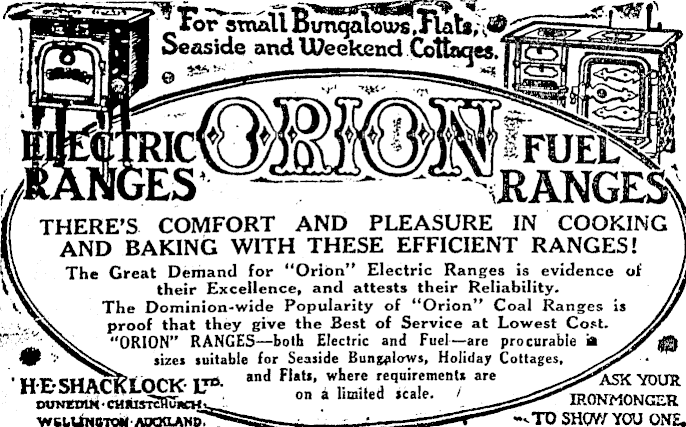 For small Bungalows, Flats,
Seaside and Weekend Cottages.
ELECTRIC
RANGES
ORION
FUEL
RANGES
THERE'S COMFORT AND PLEASURE IN COOKING
AND BAKING WITH THESE EFFICIENT RANGES!
The Great Demand for "Orion" Electric Ranges is evidence of
their Excellence, and attests their Reliability.
The Dominion-wide Popularity of "Orion" Coal Ranges is
proof that they give the Best of Service at Lowest Cost.
"ORION" RANGES—both Electric and Fuel—are procurable in
sizes suitable for Seaside Bungalows, Holiday Cottages,
and Flats, where requirements are
on a limited scale.
H·E·SHACKLOCK· LTD.
DUNEDIN·CHRISTCHURCH·
WELLINGTON·AUCKLAND.
ASK YOUR
IRONMONGER
TO SHOW YOU ONE.